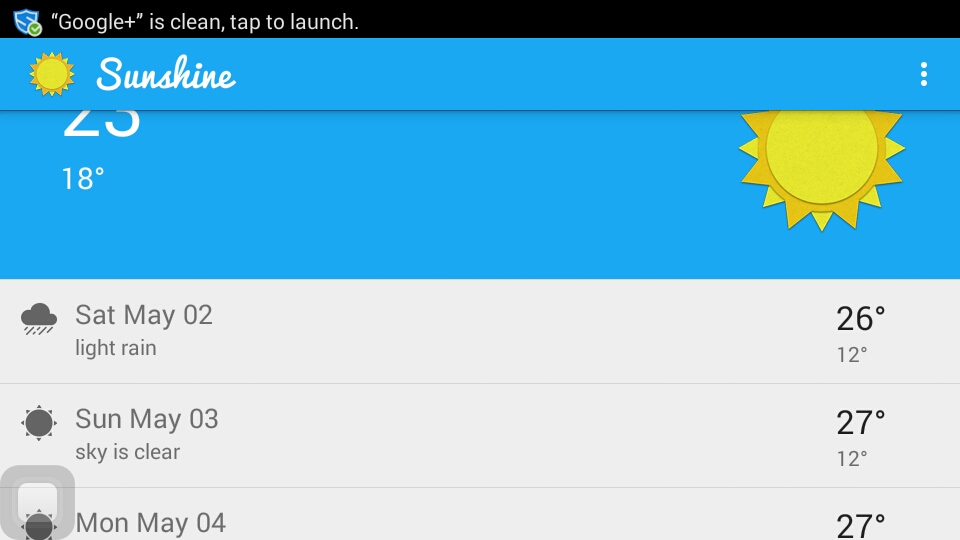 “Google+” is clean, tap to launch.
Sunshine
18°
Sat May 02
26°
light rain
12°
Sun May 03
27°
sky is clear
12°
Mon May 04
27°